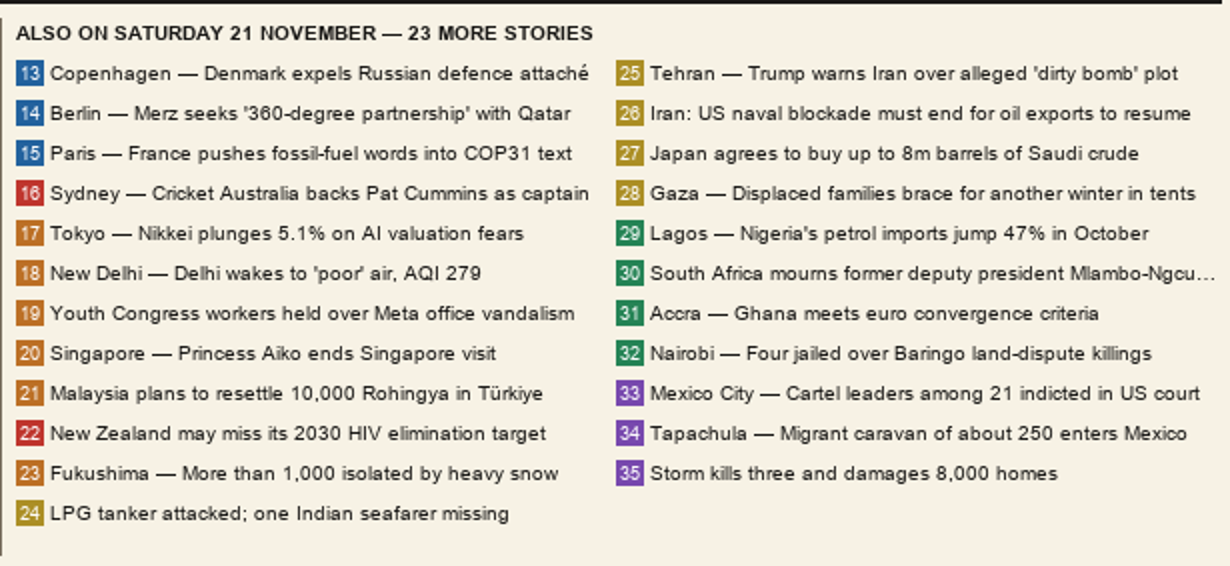 ALSO ON SATURDAY 21 NOVEMBER — 23 MORE STORIES
13 Copenhagen — Denmark expels Russian defence attaché
14 Berlin — Merz seeks '360-degree partnership' with Qatar
15 Paris — France pushes fossil-fuel words into COP31 text
16 Sydney — Cricket Australia backs Pat Cummins as captain
17 Tokyo — Nikkei plunges 5.1% on AI valuation fears
18 New Delhi — Delhi wakes to 'poor' air, AQI 279
19 Youth Congress workers held over Meta office vandalism
20 Singapore — Princess Aiko ends Singapore visit
21 Malaysia plans to resettle 10,000 Rohingya in Türkiye
22 New Zealand may miss its 2030 HIV elimination target
23 Fukushima — More than 1,000 isolated by heavy snow
24 LPG tanker attacked; one Indian seafarer missing
25 Tehran — Trump warns Iran over alleged 'dirty bomb' plot
26 Iran: US naval blockade must end for oil exports to resume
27 Japan agrees to buy up to 8m barrels of Saudi crude
28 Gaza — Displaced families brace for another winter in tents
29 Lagos — Nigeria's petrol imports jump 47% in October
30 South Africa mourns former deputy president Mlambo-Ngcu...
31 Accra — Ghana meets euro convergence criteria
32 Nairobi — Four jailed over Baringo land-dispute killings
33 Mexico City — Cartel leaders among 21 indicted in US court
34 Tapachula — Migrant caravan of about 250 enters Mexico
35 Storm kills three and damages 8,000 homes